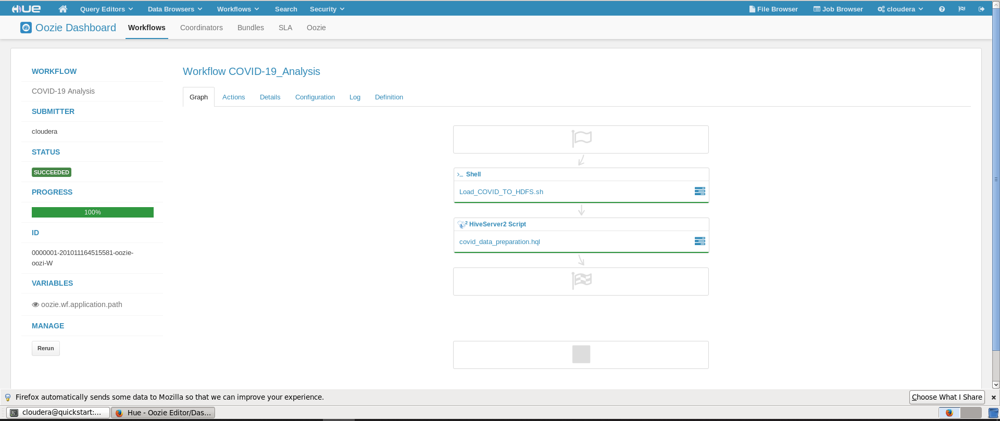 HUE Query Editors Data Browsers Workflows Search Security File Browser Job Browser cloudera
Oozie Dashboard Workflows Coordinators Bundles SLA Oozie
WORKFLOW
COVID-19 Analysis
SUBMITTER
cloudera
STATUS
SUCCEEDED
PROGRESS
100%
ID
0000001-201011164515581-oozie-
oozi-W
VARIABLES
oozie.wf.application.path
MANAGE
Rerun
Workflow COVID-19_Analysis
Graph Actions Details Configuration Log Definition
Shell
Load_COVID_TO_HDFS.sh
2 HiveServer2 Script
covid_data_preparation.hql
Firefox automatically sends some data to Mozilla so that we can improve your experience. Choose What I Share
cloudera@quickstart:... Hue - Oozie Editor/Das...